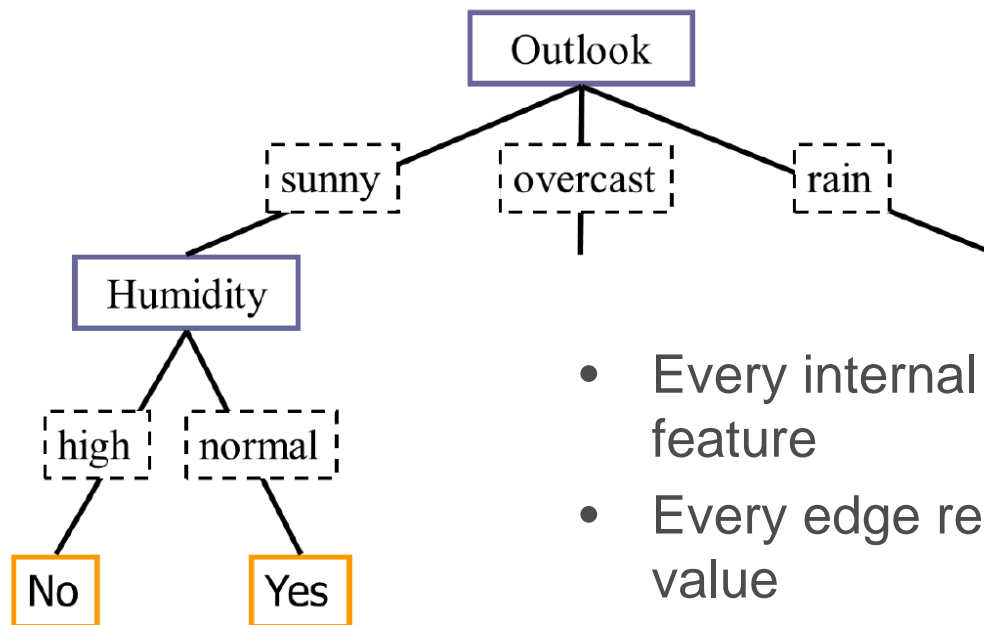 Outlook
sunny overcast rain
Humidity
high normal
No Yes
• Every internal
feature
• Every edge re
value